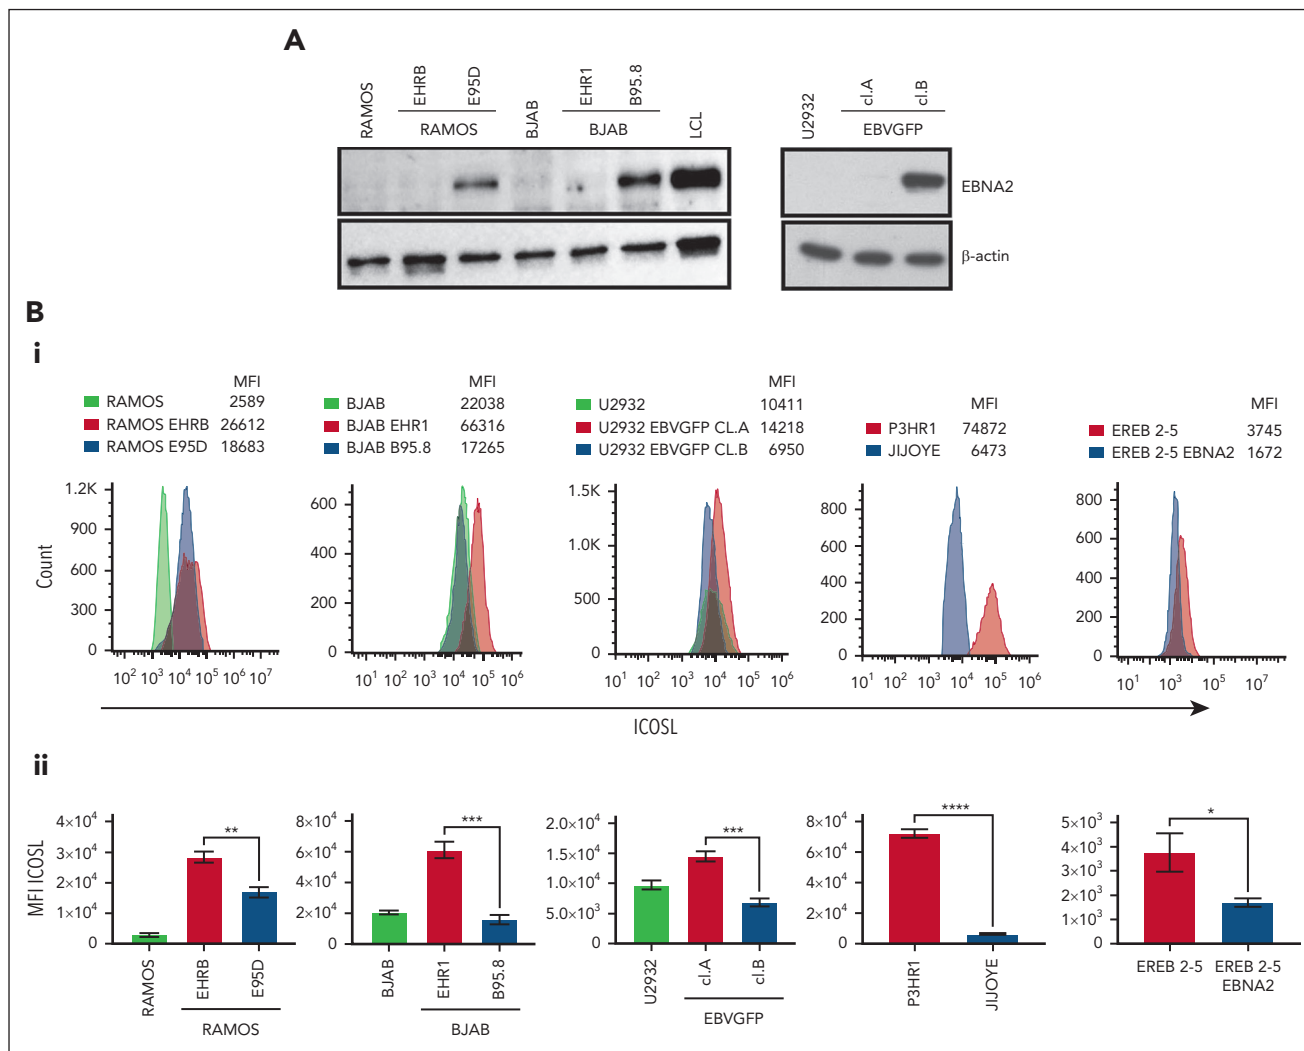 A
RAMOS EHRB E95D BJAB EHR1 B95.8 LCL U2932 cl.A cl.B
RAMOS BJAB EBVGFP
EBNA2
β-actin
B
i
MFI
RAMOS 2589
RAMOS EHRB 26612
RAMOS E95D 18683
MFI
BJAB 22038
BJAB EHR1 66316
BJAB B95.8 17265
MFI
U2932 10411
U2932 EBVGFP CL.A 14218
U2932 EBVGFP CL.B 6950
MFI
P3HR1 74872
JIJOYE 6473
MFI
EREB 2-5 3745
EREB 2-5 EBNA2 1672
Count
1.2K
900
600
300
0
10² 10³ 10⁴ 10⁵ 10⁶ 10⁷
600
400
200
0
10¹ 10² 10³ 10⁴ 10⁵ 10⁶
1.5K
1.0K
500
0
10¹ 10² 10³ 10⁴ 10⁵ 10⁶
800
600
400
200
0
10¹ 10² 10³ 10⁴ 10⁵ 10⁶
800
600
400
200
0
10¹ 10³ 10⁵ 10⁷
ICOSL
ii
MFI ICOSL
4×10⁴
3×10⁴
2×10⁴
1×10⁴
0
**
RAMOS EHRB E95D
RAMOS
8×10⁴
6×10⁴
4×10⁴
2×10⁴
0
***
BJAB EHR1 B95.8
BJAB
2.0×10⁴
1.5×10⁴
1.0×10⁴
5.0×10³
0
***
U2932 cl.A cl.B
EBVGFP
8×10⁴
6×10⁴
4×10⁴
2×10⁴
0
****
P3HR1 JIJOYE
5×10³
4×10³
3×10³
2×10³
1×10³
0
*
EREB 2-5 EREB 2-5
EBNA2